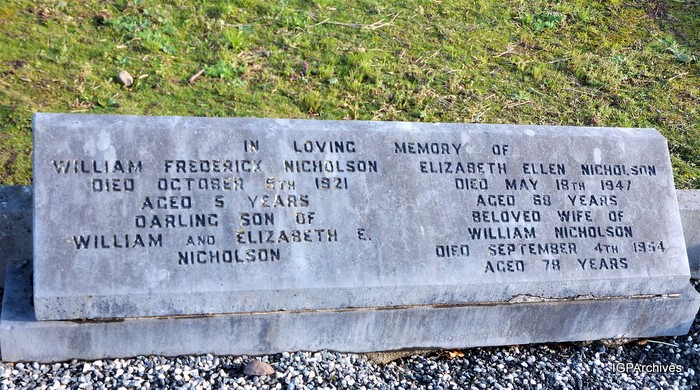 IN LOVING MEMORY OF
WILLIAM FREDERICK NICHOLSON
DIED OCTOBER 5TH 1921
AGED 5 YEARS
DARLING SON OF
WILLIAM AND ELIZABETH E.
NICHOLSON
ELIZABETH ELLEN NICHOLSON
DIED MAY 18TH 1947
AGED 68 YEARS
BELOVED WIFE OF
WILLIAM NICHOLSON
DIED SEPTEMBER 4TH 1954
AGED 78 YEARS
IGPArchives